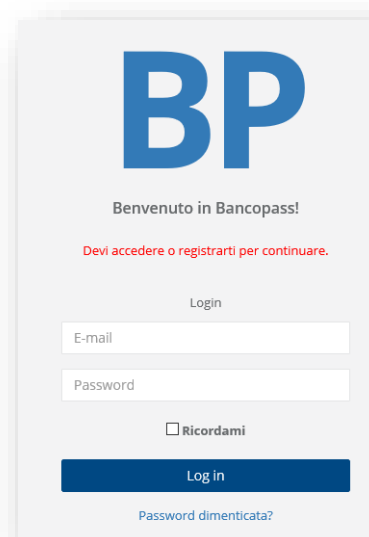 BP
Benvenuto in Bancopass!
Devi accedere o registrarti per continuare.
Login
E-mail
Password
Ricordami
Log in
Password dimenticata?